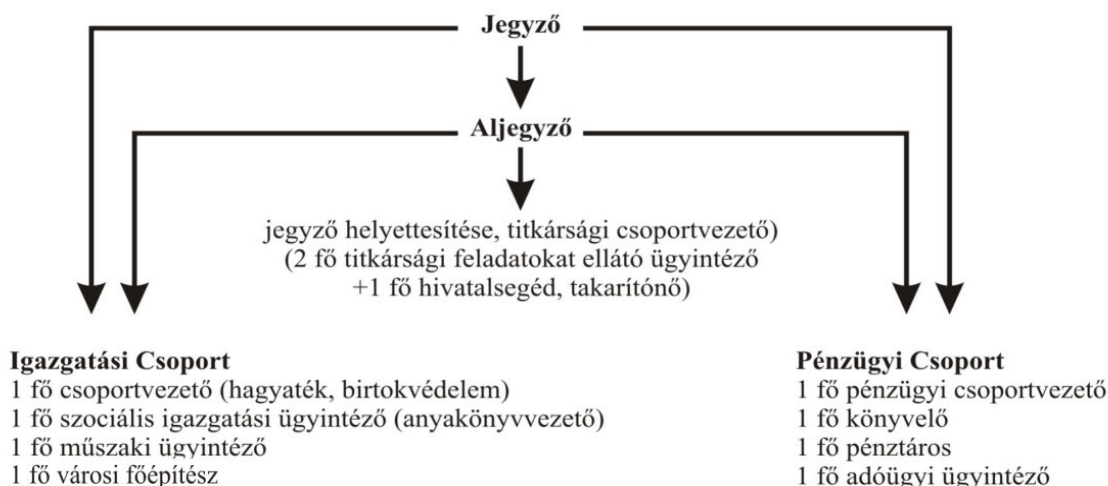 Jegyző
Aljegyző
jegyző helyettesítése, titkársági csoportvezető)
(2 fő titkársági feladatokat ellátó ügyintéző
+1 fő hivatalsegéd, takarítónő)
Igazgatási Csoport
1 fő csoportvezető (hagyaték, birtokvédelem)
1 fő szociális igazgatási ügyintéző (anyakönyvvezető)
1 fő műszaki ügyintéző
1 fő városi főépítész
Pénzügyi Csoport
1 fő pénzügyi csoportvezető
1 fő könyvelő
1 fő pénztáros
1 fő adóügyi ügyintéző